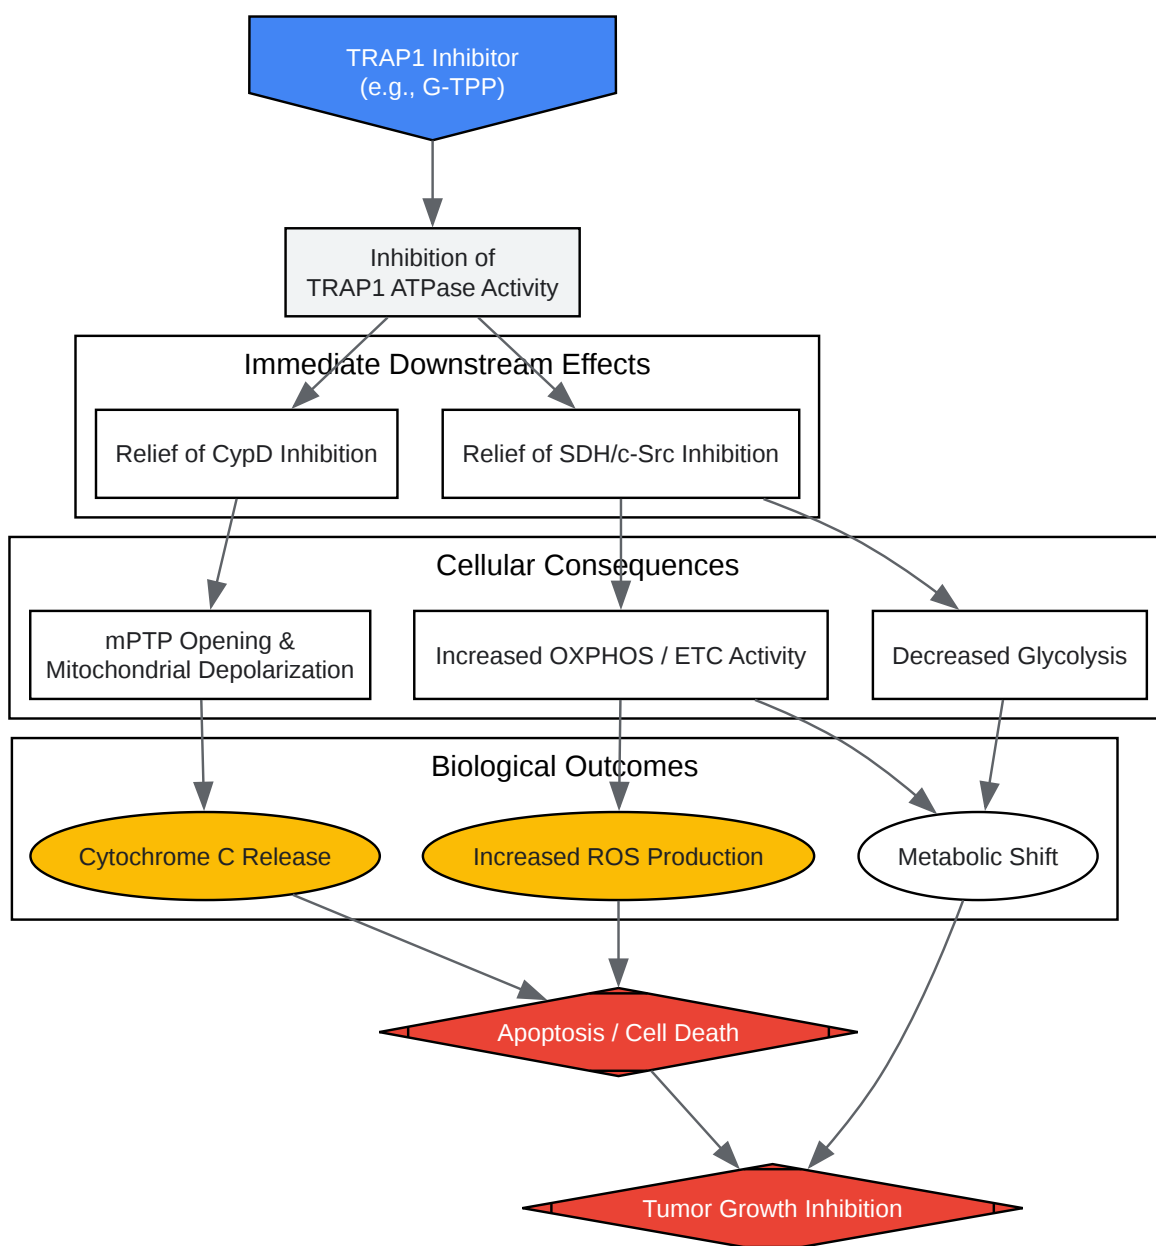 TRAP1 Inhibitor
(e.g., G-TPP)
Inhibition of
TRAP1 ATPase Activity
Immediate Downstream Effects
Relief of CypD Inhibition
Relief of SDH/c-Src Inhibition
Cellular Consequences
mPTP Opening &
Mitochondrial Depolarization
Increased OXPHOS / ETC Activity
Decreased Glycolysis
Biological Outcomes
Cytochrome C Release
Increased ROS Production
Metabolic Shift
Apoptosis / Cell Death
Tumor Growth Inhibition